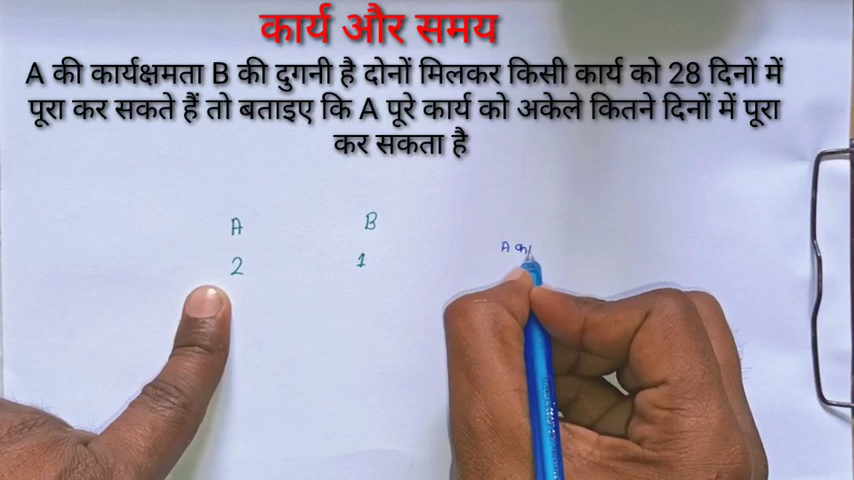 कार्य और समय
A की कार्यक्षमता B की दुगनी है दोनों मिलकर किसी कार्य को 28 दिनों में
पूरा कर सकते हैं तो बताइए कि A पूरे कार्य को अकेले कितने दिनों में पूरा
कर सकता है
A B
2 1
A का